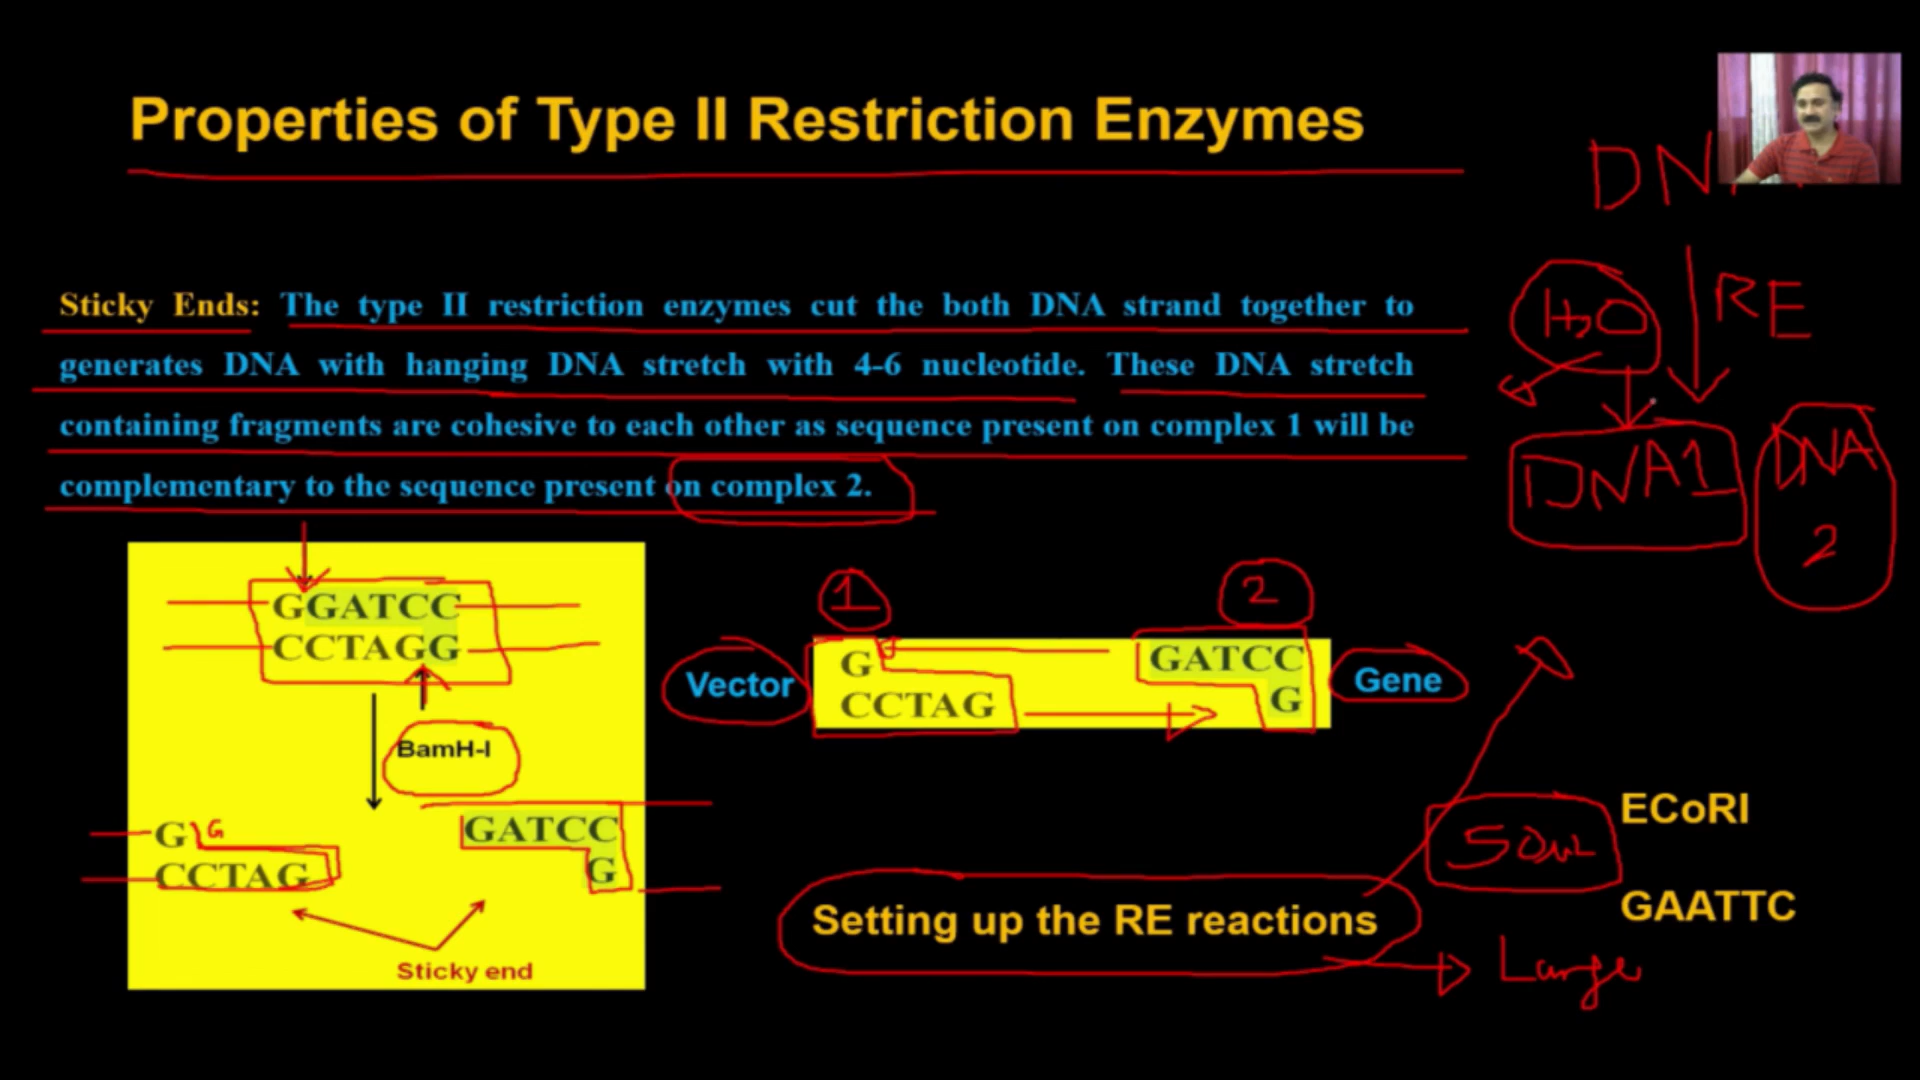 Properties of Type II Restriction Enzymes
DN
Sticky Ends: The type II restriction enzymes cut the both DNA strand together to
generates DNA with hanging DNA stretch with 4-6 nucleotide. These DNA stretch
containing fragments are cohesive to each other as sequence present on complex 1 will be
complementary to the sequence present on complex 2.
H2O
RE
DNA1
DNA
2
GGATCC
CCTAGG
BamH-I
G G
CCTAG
GATCC
G
Sticky end
1
2
Vector
G
CCTAG
GATCC
G
Gene
Setting up the RE reactions
ECoRI
GAATTC
Large